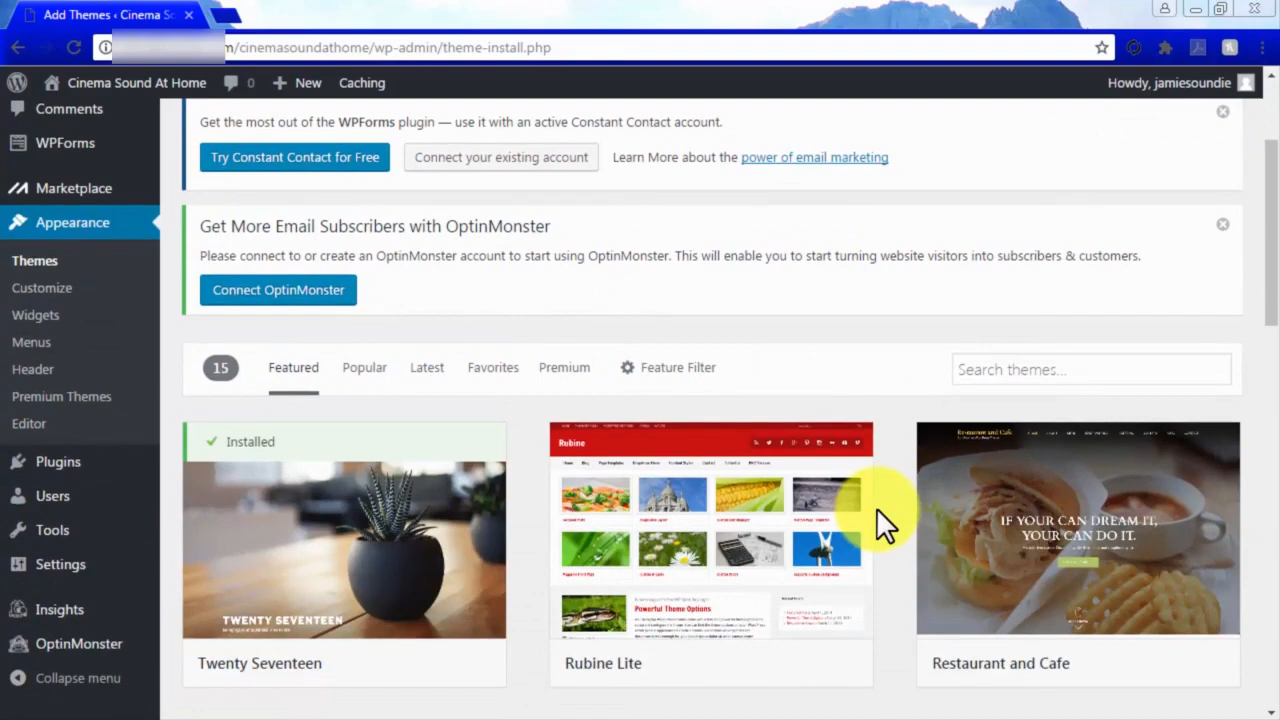 Add Themes ‹ Cinema So
m/cinemasoundathome/wp-admin/theme-install.php
Cinema Sound At Home
0
New
Caching
Howdy, jamiesoundie
Comments
WPForms
Marketplace
Appearance
Themes
Customize
Widgets
Menus
Header
Premium Themes
Editor
Plugins
Users
Tools
Settings
Insights
OptinMonster
Collapse menu
Get the most out of the WPForms plugin — use it with an active Constant Contact account.
Try Constant Contact for Free
Connect your existing account
Learn More about the power of email marketing
Get More Email Subscribers with OptinMonster
Please connect to or create an OptinMonster account to start using OptinMonster. This will enable you to start turning website visitors into subscribers & customers.
Connect OptinMonster
15
Featured
Popular
Latest
Favorites
Premium
Feature Filter
Search themes...
Installed
TWENTY SEVENTEEN
Twenty Seventeen
Rubine
Powerful Theme Options
Rubine Lite
Restaurant and Cafe
IF YOUR CAN DREAM IT,
YOUR CAN DO IT.
Restaurant and Cafe